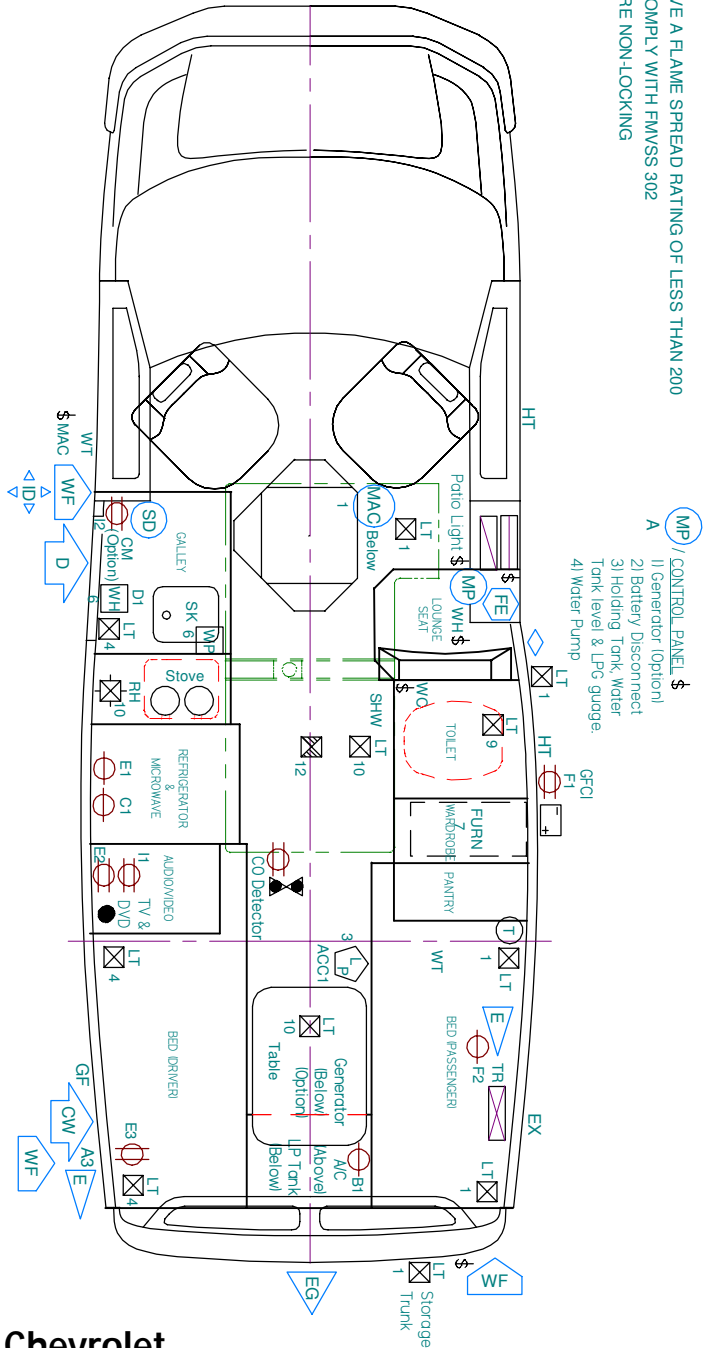 VE A FLAME SPREAD RATING OF LESS THAN 200
OMPLY WITH FMVSS 302
RE NON-LOCKING
MP / CONTROL PANEL $
A
1) Generator (Option)
2) Battery Disconnect
3) Holding Tank, Water
Tank level & LPG guage.
4) Water Pump
HT
Patio Light $
$
MP
FE
WH $
LOUNGE
SEAT
MAC Below
1
LT
1
LT
1
$ WC
TOILET
LT
9
HT
GFCI
F1
- +
SHW
LT
10
12
FURN
7
WARDROBE
PANTRY
$ MAC
WT
WF
ID
D
SD
GALLEY
12
CM
(Option)
WH
D1
6
LT
4
SK
6
WP
Stove
RH
10
REFRIGERATOR
&
MICROWAVE
E1
C1
AUDIO/VIDEO
E2
I1
TV &
DVD
CO Detector
3
LP
ACC1
WT
T
LT
1
LT
4
E
F2
TR
BED (PASSENGER)
EX
BED (DRIVER)
LT
10
Table
Generator
(Below)
(Option)
GF
CW
A3
E
WF
E3
LT
4
A/C
(Above)
B1
LP Tank
(Below)
LT
1
EG
$
WF
LT
1
Storage
Trunk
Chevrolet